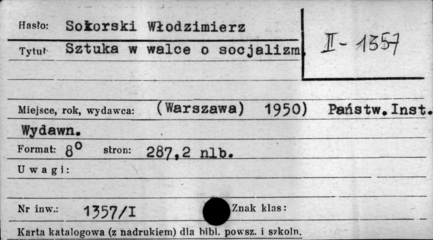 Hasło: Sokorski Włodzimierz
Tytuł Sztuka w walce o socjalizm
II-1357
Miejsce, rok, wydawca: (Warszawa) 1950) Państw.Inst.
Wydawn.
Format: 8° stron: 287,2 nlb.
Uwagi:
Nr inw.: 1357/I Znak klas:
Karta katalogowa (z nadrukiem) dla bibl. powsz. i szkoln.